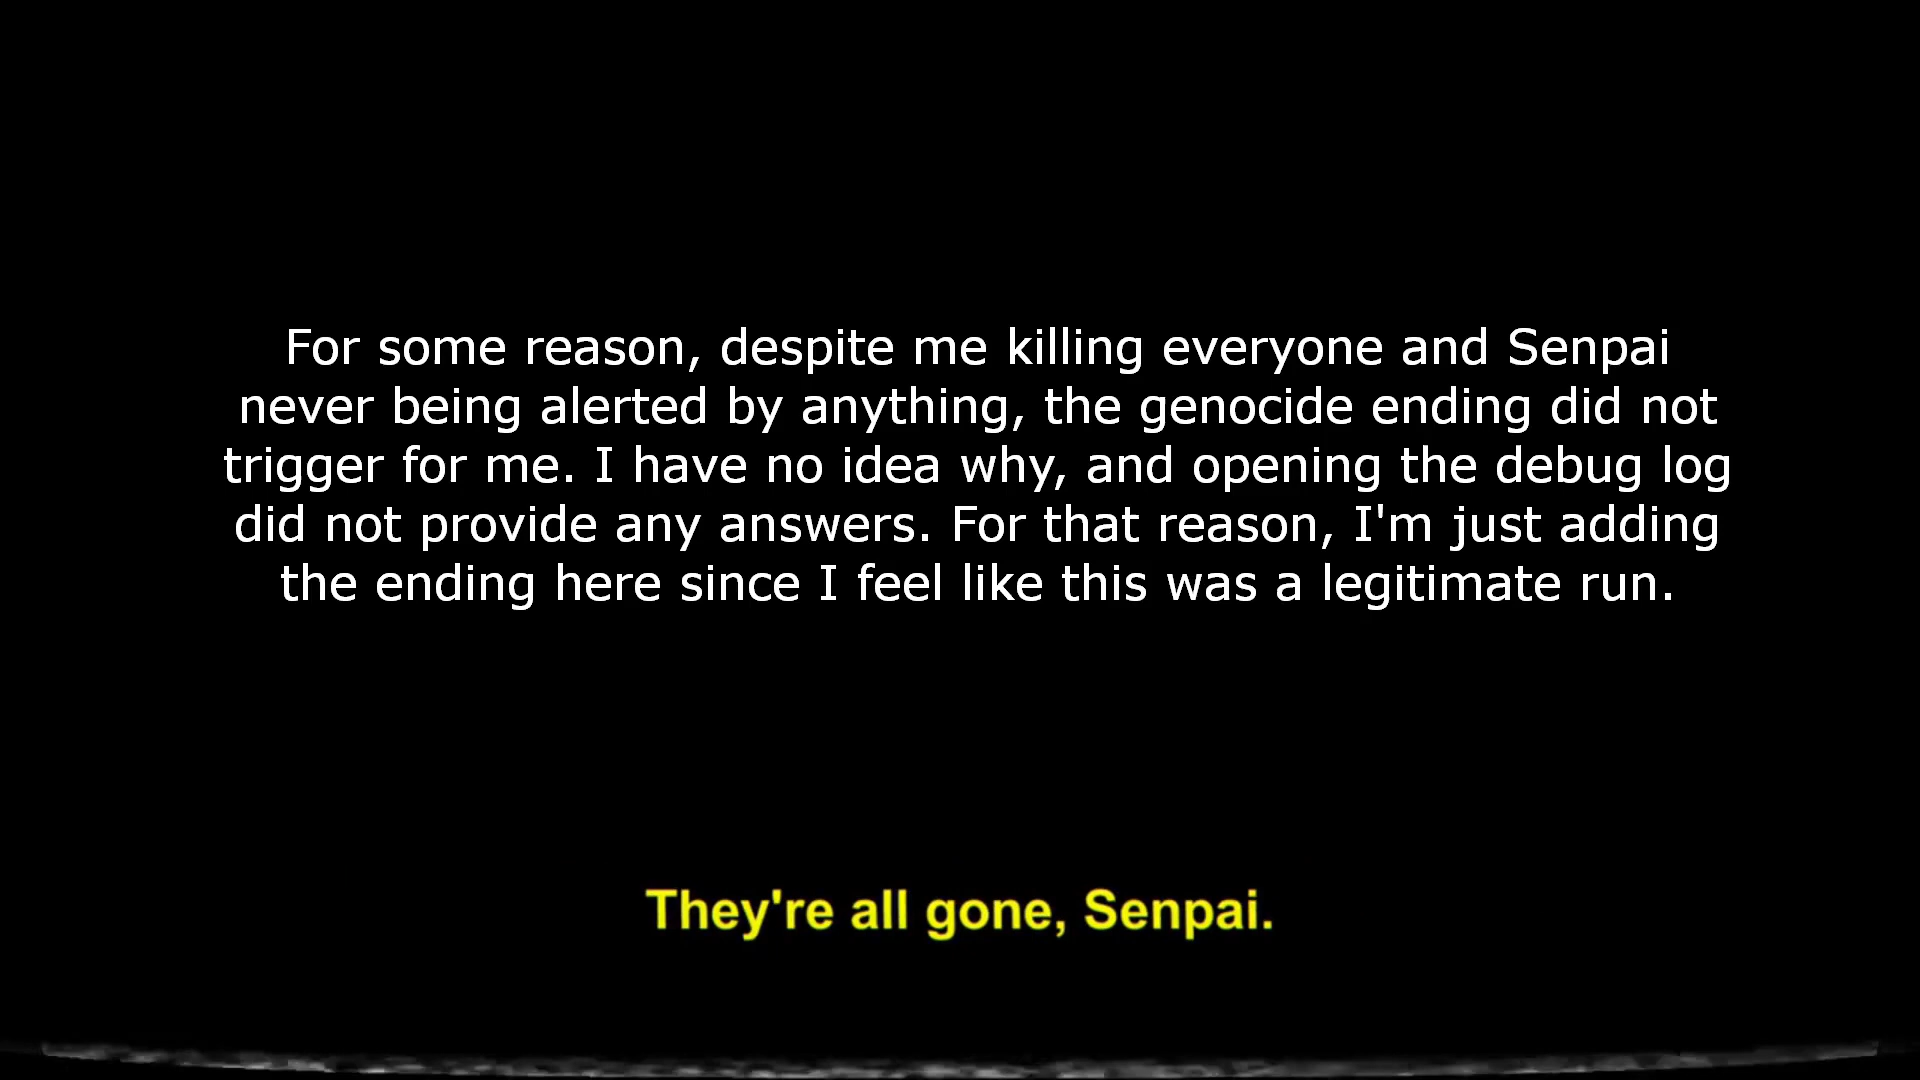 For some reason, despite me killing everyone and Senpai
never being alerted by anything, the genocide ending did not
trigger for me. I have no idea why, and opening the debug log
did not provide any answers. For that reason, I'm just adding
the ending here since I feel like this was a legitimate run.
They're all gone, Senpai.